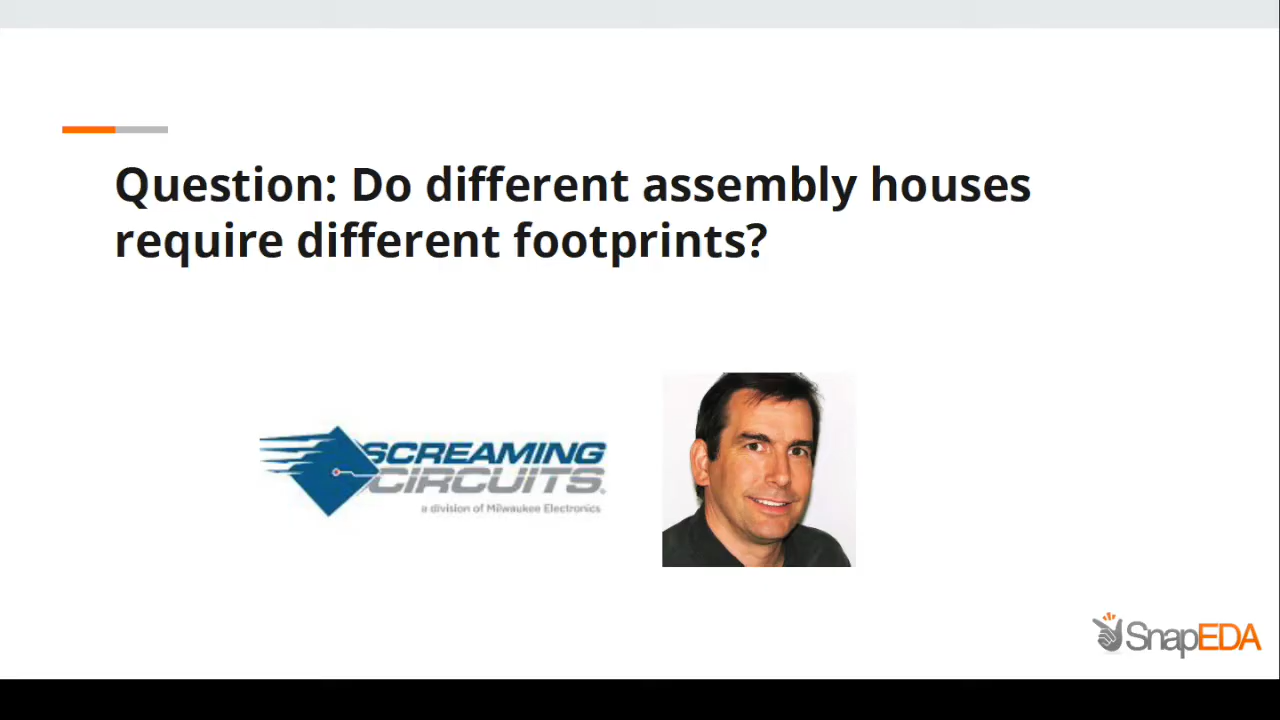 Question: Do different assembly houses
require different footprints?
SCREAMING
CIRCUITS®
a division of Milwaukee Electronics
SnapEDA